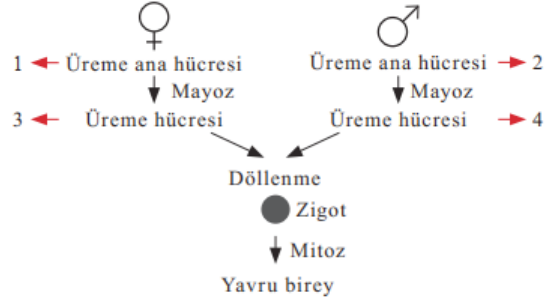 1 Üreme ana hücresi Üreme ana hücresi 2
Mayoz Mayoz
3 Üreme hücresi Üreme hücresi 4
Döllenme
Zigot
Mitoz
Yavru birey